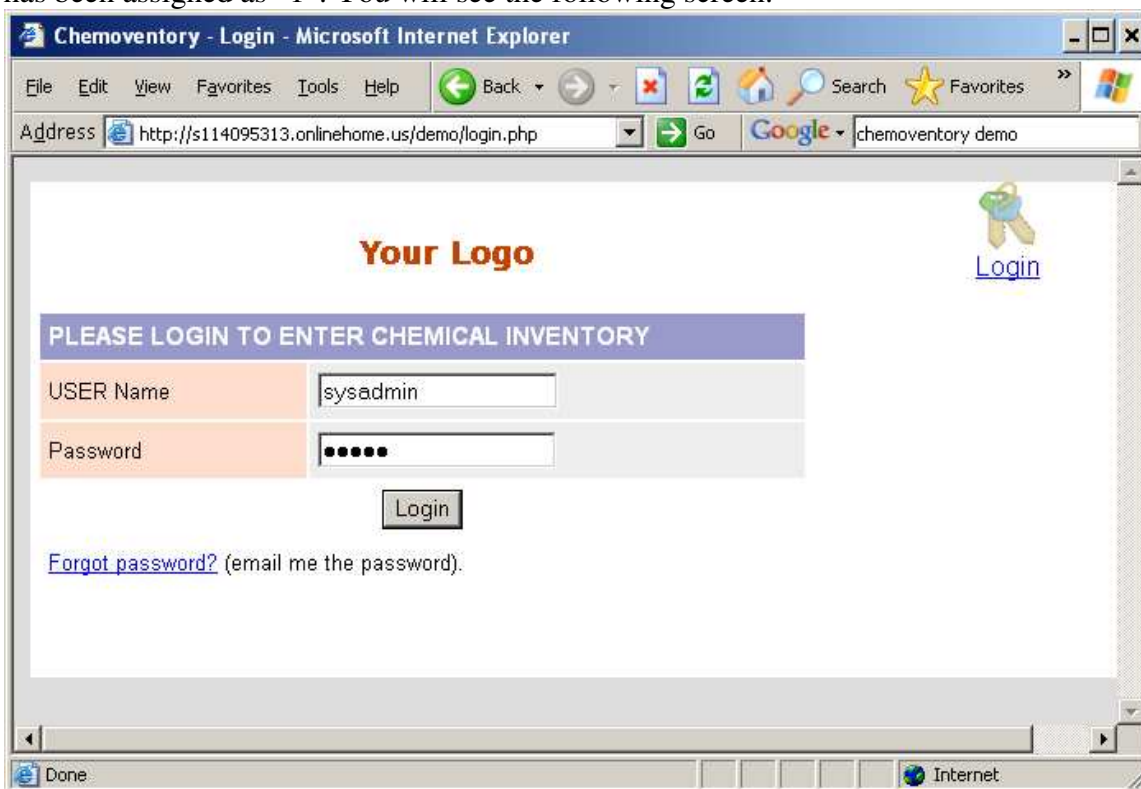 has been assigned as "1". You will see the following screen:
Chemoventory - Login - Microsoft Internet Explorer
File Edit View Favorites Tools Help Back Search Favorites »
Address http://s114095313.onlinehome.us/demo/login.php Go Google chemoventory demo
Your Logo
Login
PLEASE LOGIN TO ENTER CHEMICAL INVENTORY
USER Name sysadmin
Password •••••
Login
Forgot password? (email me the password).
Done Internet